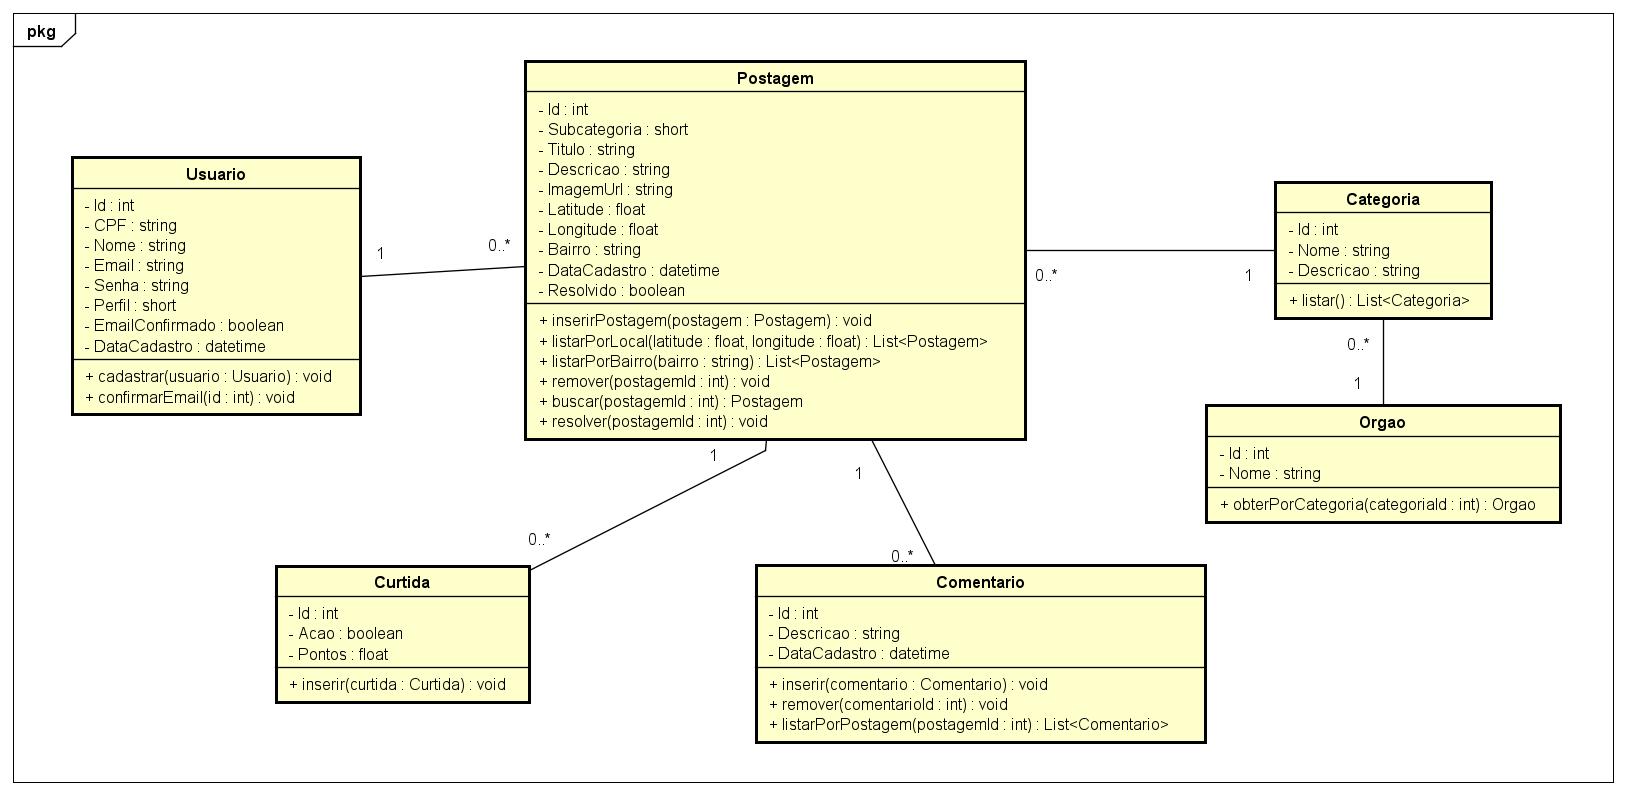 pkg
Postagem
- Id : int
- Subcategoria : short
- Titulo : string
- Descricao : string
- ImagemUrl : string
- Latitude : float
- Longitude : float
- Bairro : string
- DataCadastro : datetime
- Resolvido : boolean
+ inserirPostagem(postagem : Postagem) : void
+ listarPorLocal(latitude : float, longitude : float) : List<Postagem>
+ listarPorBairro(bairro : string) : List<Postagem>
+ remover(postagemId : int) : void
+ buscar(postagemId : int) : Postagem
+ resolver(postagemId : int) : void
Usuario
- Id : int
- CPF : string
- Nome : string
- Email : string
- Senha : string
- Perfil : short
- EmailConfirmado : boolean
- DataCadastro : datetime
+ cadastrar(usuario : Usuario) : void
+ confirmarEmail(id : int) : void
1
0..*
Categoria
- Id : int
- Nome : string
- Descricao : string
+ listar() : List<Categoria>
0..*
1
0..*
1
Orgao
- Id : int
- Nome : string
+ obterPorCategoria(categoriaId : int) : Orgao
1
0..*
1
0..*
Curtida
- Id : int
- Acao : boolean
- Pontos : float
+ inserir(curtida : Curtida) : void
Comentario
- Id : int
- Descricao : string
- DataCadastro : datetime
+ inserir(comentario : Comentario) : void
+ remover(comentarioId : int) : void
+ listarPorPostagem(postagemId : int) : List<Comentario>